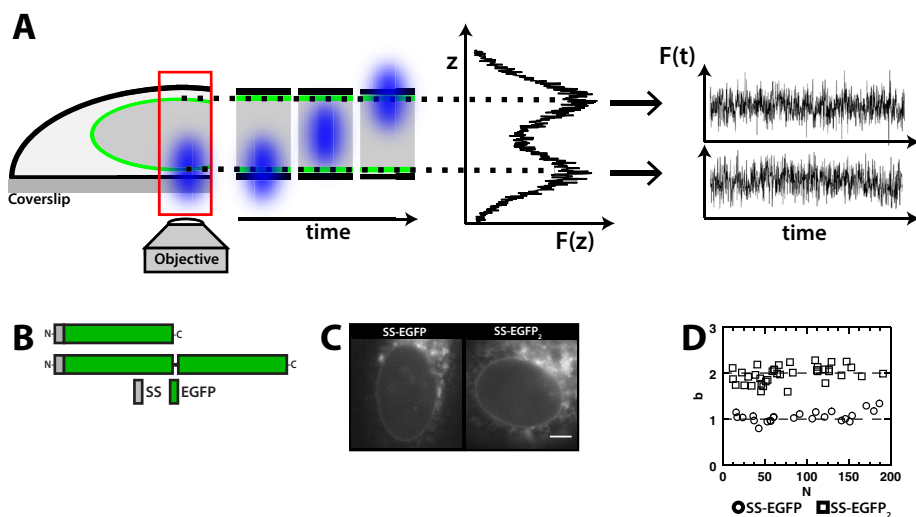 A
z
F(t)
Coverslip
Objective
time
F(z)
time
B
N-
-C
N-
-C
SS
EGFP
C
SS-EGFP
SS-EGFP₂
D
3
2
1
0
b
0
50
100
150
200
N
SS-EGFP
SS-EGFP₂